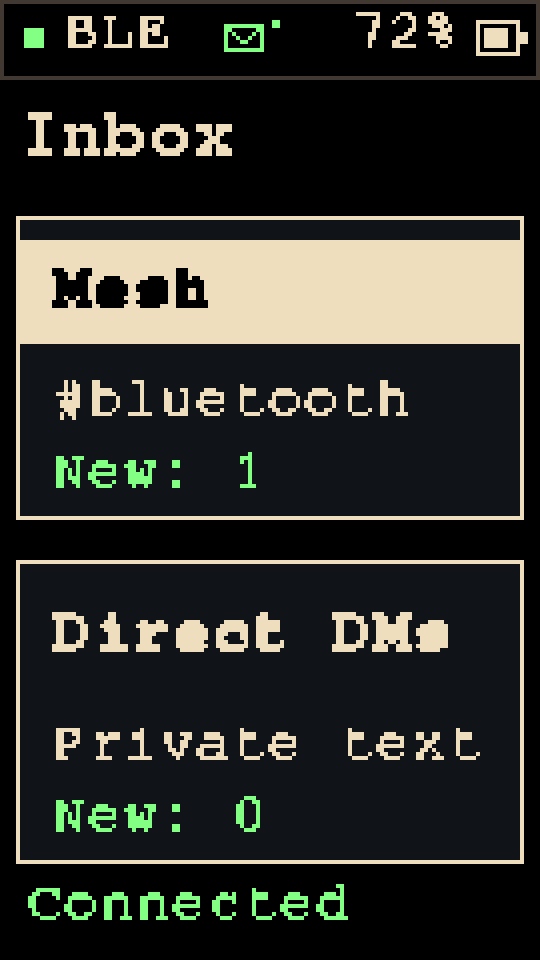 BLE 72%
Inbox
Mesh
#bluetooth
New: 1
Direct DMs
Private text
New: 0
Connected